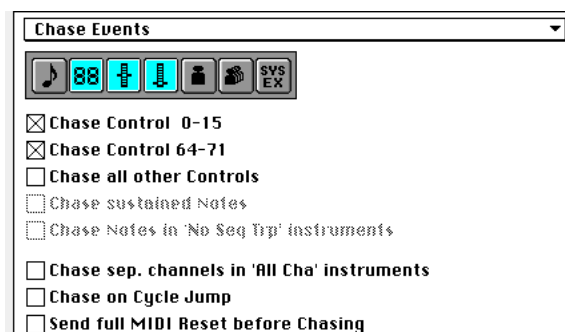 Chase Events
88
SYS
EX
Chase Control 0-15
Chase Control 64-71
Chase all other Controls
Chase sustained Notes
Chase Notes in 'No Seq Trp' instruments
Chase sep. channels in 'All Cha' instruments
Chase on Cycle Jump
Send full MIDI Reset before Chasing